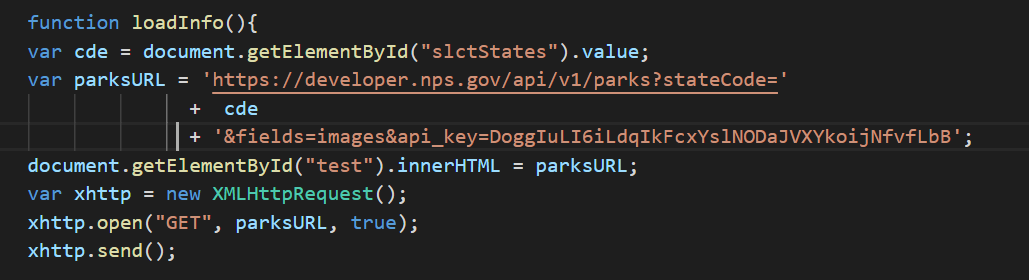 function loadInfo(){
var cde = document.getElementById("slctStates").value;
var parksURL = 'https://developer.nps.gov/api/v1/parks?stateCode='
+ cde
+ '&fields=images&api_key=DoggIuLI6iLdqIkFcxYslNODaJVXYkoijNfvfLbB';
document.getElementById("test").innerHTML = parksURL;
var xhttp = new XMLHttpRequest();
xhttp.open("GET", parksURL, true);
xhttp.send();